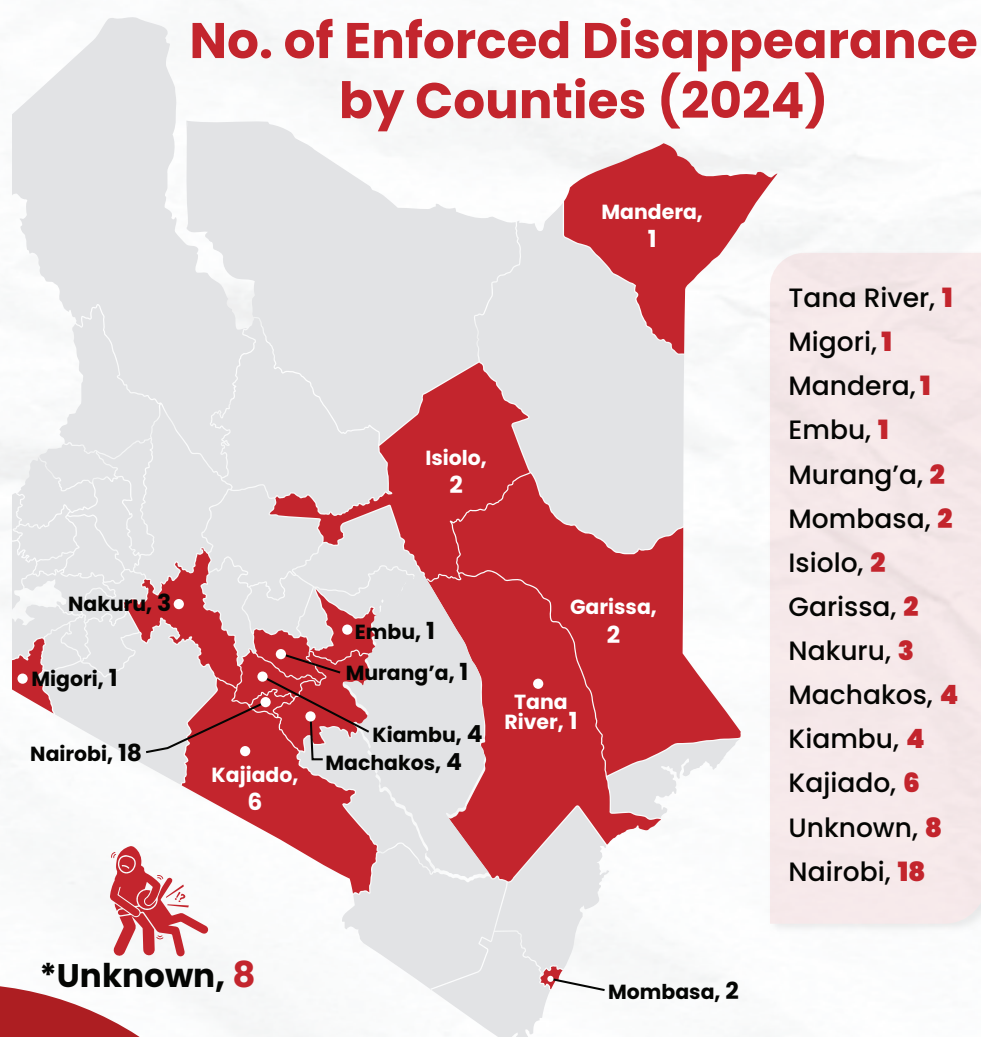 No. of Enforced Disappearance
by Counties (2024)
Mandera,
1
Isiolo,
2
Garissa,
2
Tana
River, 1
Nakuru, 3
Embu, 1
Murang’a, 1
Migori, 1
Kiambu, 4
Machakos, 4
Nairobi, 18
Kajiado,
6
!?
*Unknown, 8
Mombasa, 2
Tana River, 1
Migori, 1
Mandera, 1
Embu, 1
Murang’a, 2
Mombasa, 2
Isiolo, 2
Garissa, 2
Nakuru, 3
Machakos, 4
Kiambu, 4
Kajiado, 6
Unknown, 8
Nairobi, 18